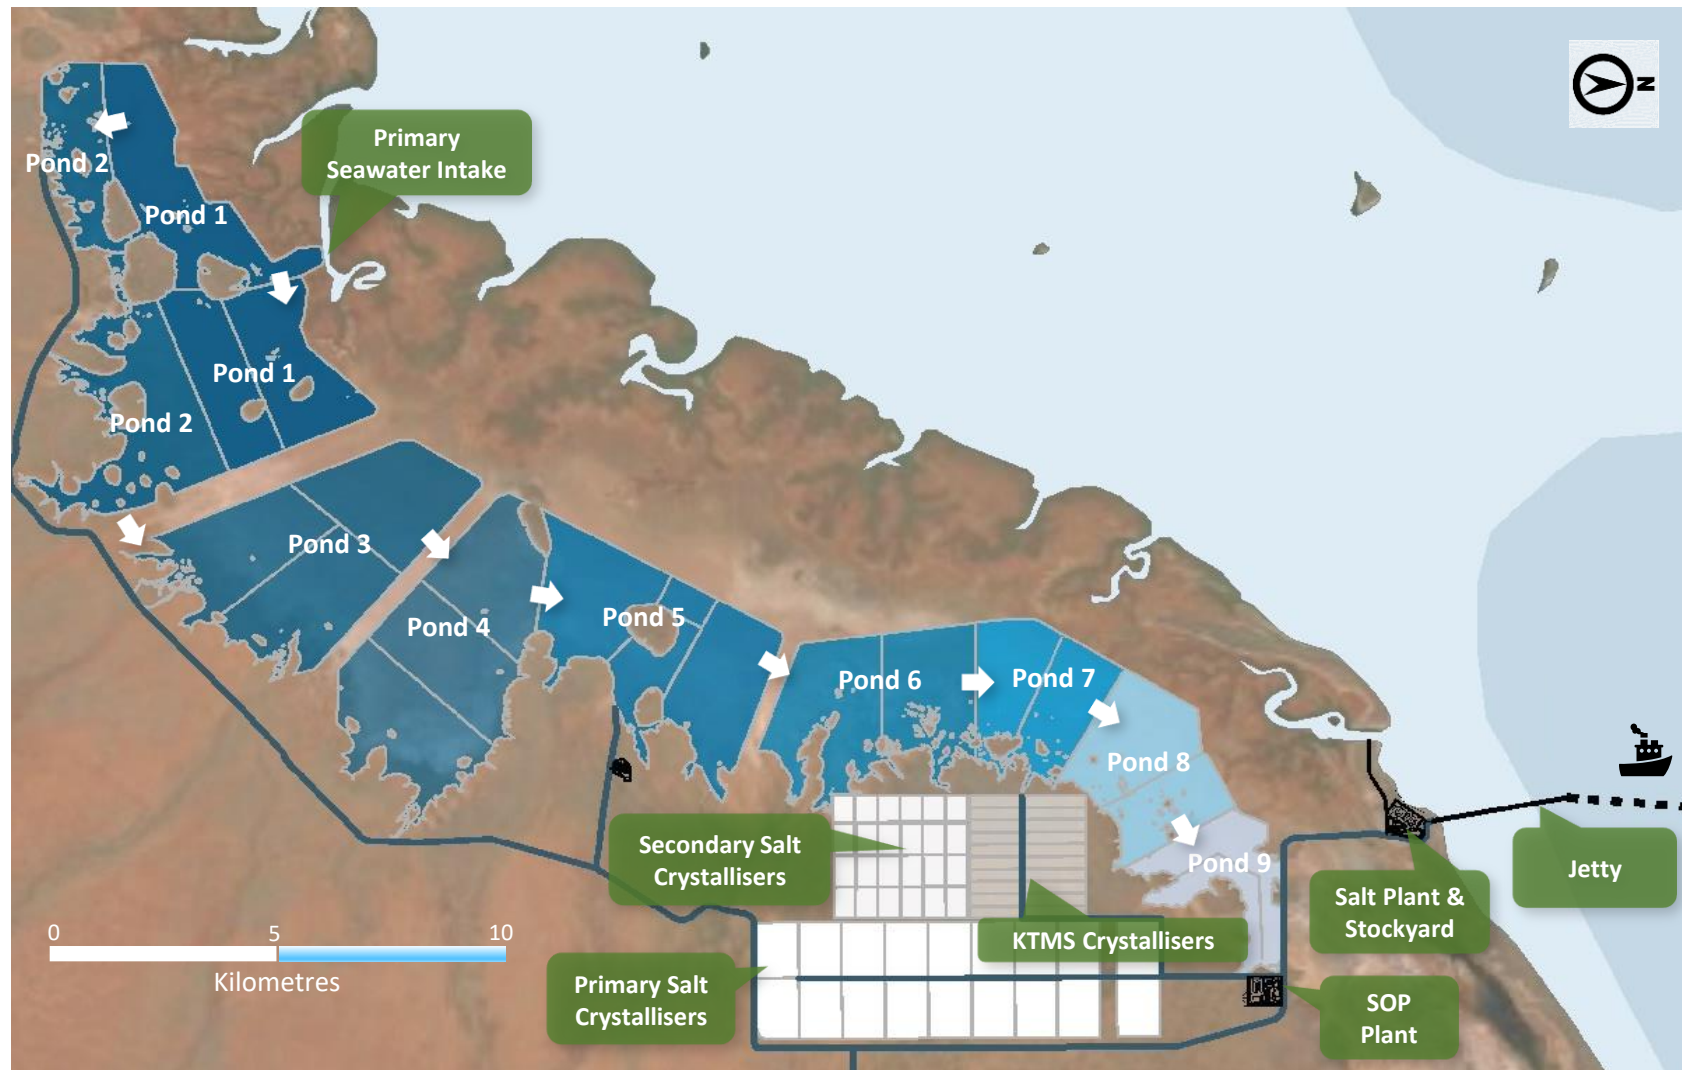 N
Primary
Seawater Intake
Pond 2
Pond 1
Pond 1
Pond 2
Pond 3
Pond 4
Pond 5
Pond 6
Pond 7
Pond 8
Pond 9
Secondary Salt
Crystallisers
KTMS Crystallisers
Primary Salt
Crystallisers
Salt Plant &
Stockyard
Jetty
SOP
Plant
0 5 10
Kilometres